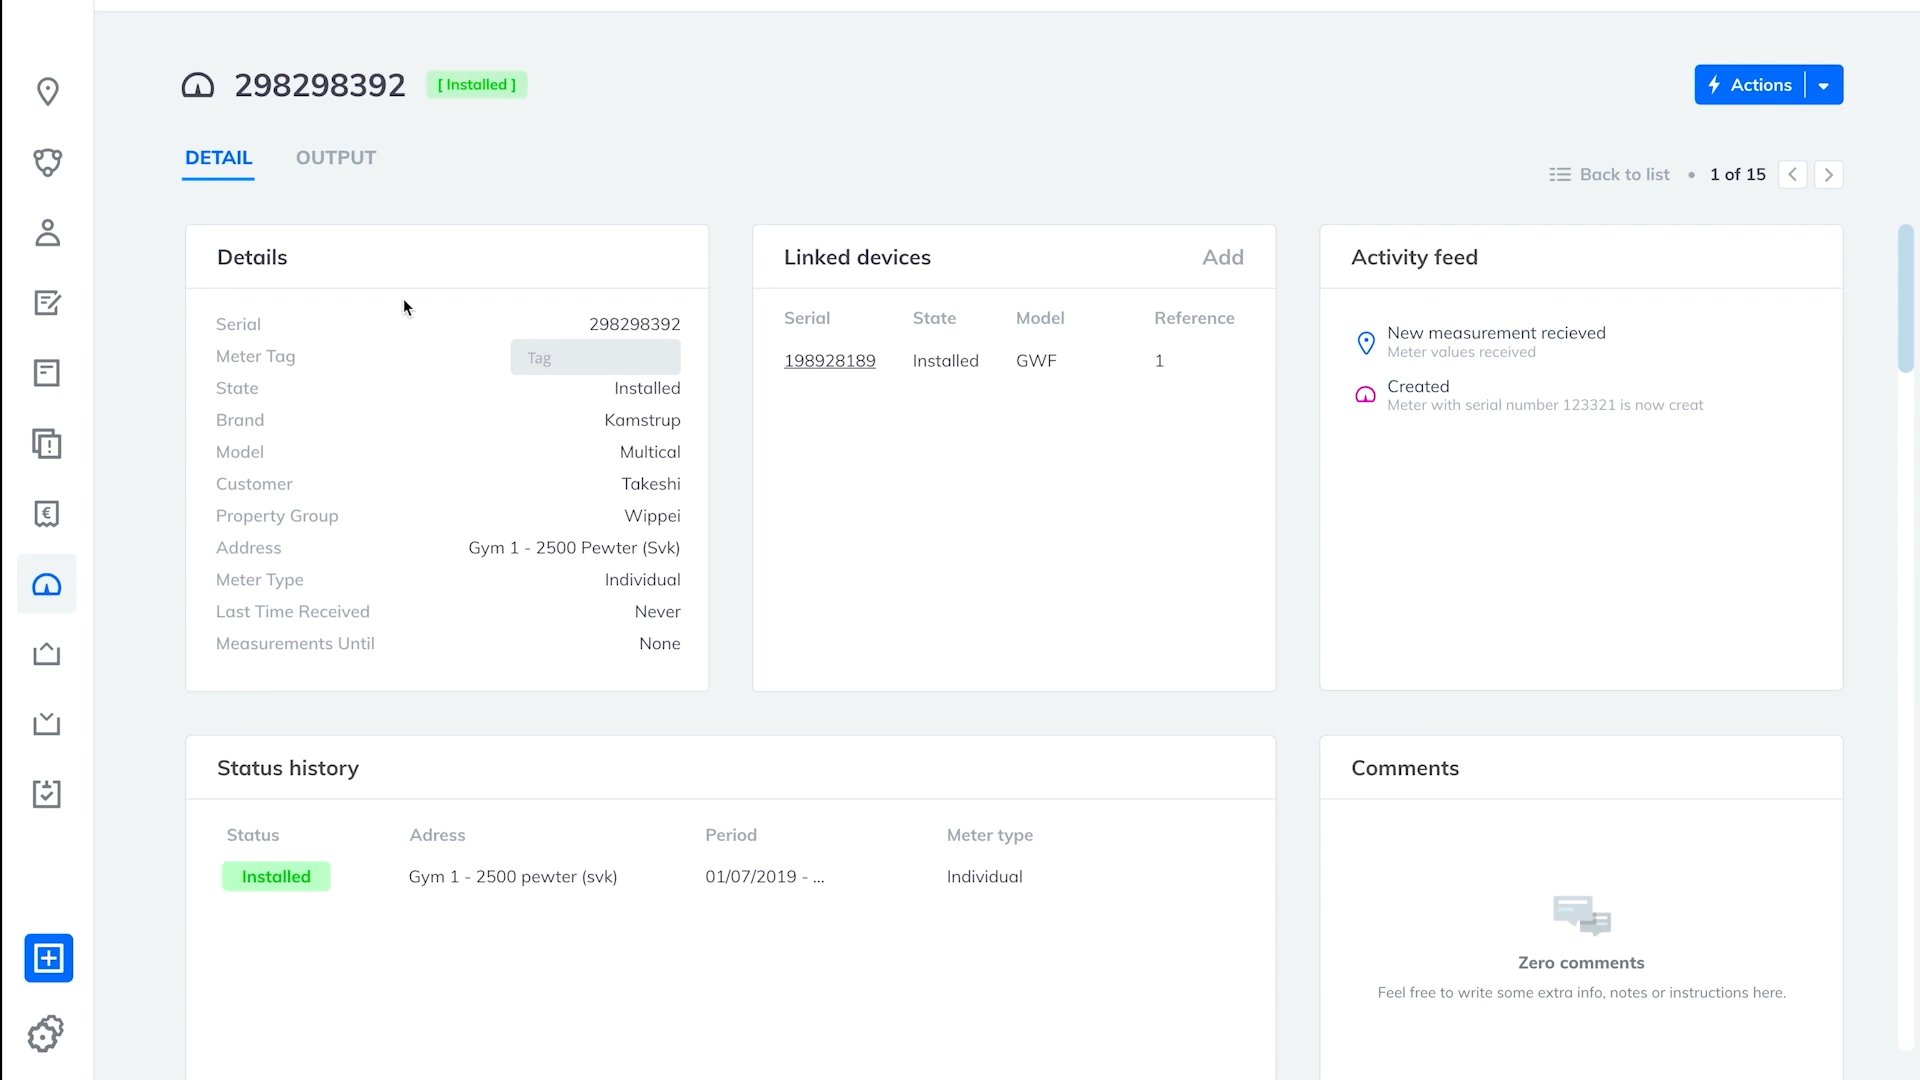 298298392
[ Installed ]
Actions
DETAIL
OUTPUT
Back to list • 1 of 15
Details
Serial 298298392
Meter Tag Tag
State Installed
Brand Kamstrup
Model Multical
Customer Takeshi
Property Group Wippei
Address Gym 1 - 2500 Pewter (Svk)
Meter Type Individual
Last Time Received Never
Measurements Until None
Linked devices Add
Serial State Model Reference
198928189 Installed GWF 1
Activity feed
New measurement recieved
Meter values received
Created
Meter with serial number 123321 is now creat
Status history
Status Adress Period Meter type
Installed Gym 1 - 2500 pewter (svk) 01/07/2019 - ... Individual
Comments
Zero comments
Feel free to write some extra info, notes or instructions here.